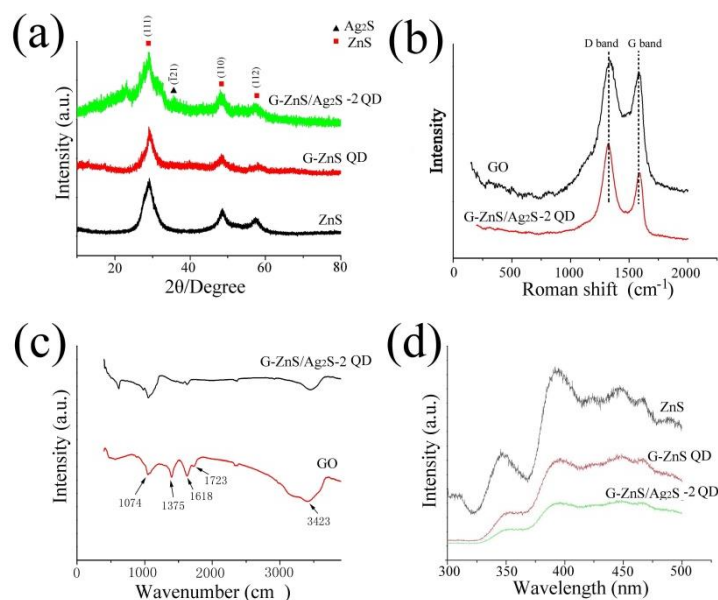 (a)
(111)
▲ Ag₂S
■ ZnS
(1̄21)
(110)
(112)
G-ZnS/Ag₂S-2 QD
G-ZnS QD
ZnS
Intensity (a.u.)
20 40 60 80
2θ/Degree
(b)
D band G band
GO
G-ZnS/Ag₂S-2 QD
Intensity
0 500 1000 1500 2000
Roman shift (cm⁻¹)
(c)
G-ZnS/Ag₂S-2 QD
GO
1723
1074
1375
1618
3423
Intensity (a.u.)
0 1000 2000 3000
Wavenumber (cm⁻¹)
(d)
ZnS
G-ZnS QD
G-ZnS/Ag₂S-2 QD
Intensity (a.u.)
300 350 400 450 500
Wavelength (nm)